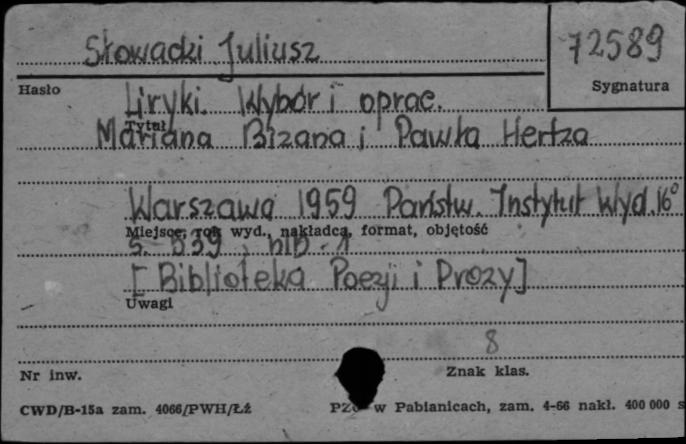 Słowacki Juliusz
72589
Hasło
Sygnatura
Liryki. Wybór i oprac.
Tytuł
Mariana Bizana i Pawła Hertza
Warszawa 1959 Państw. Instytut Wyd. 16°
Miejsce, rok wyd., nakładca, format, objętość
s. 539, nlb. 1
[Biblioteka Poezji i Prozy]
Uwagi
8
Nr inw.
Znak klas.
CWD/B-15a zam. 4066/PWH/Łż
w Pabianicach, zam. 4-66 nakł. 400 000 s